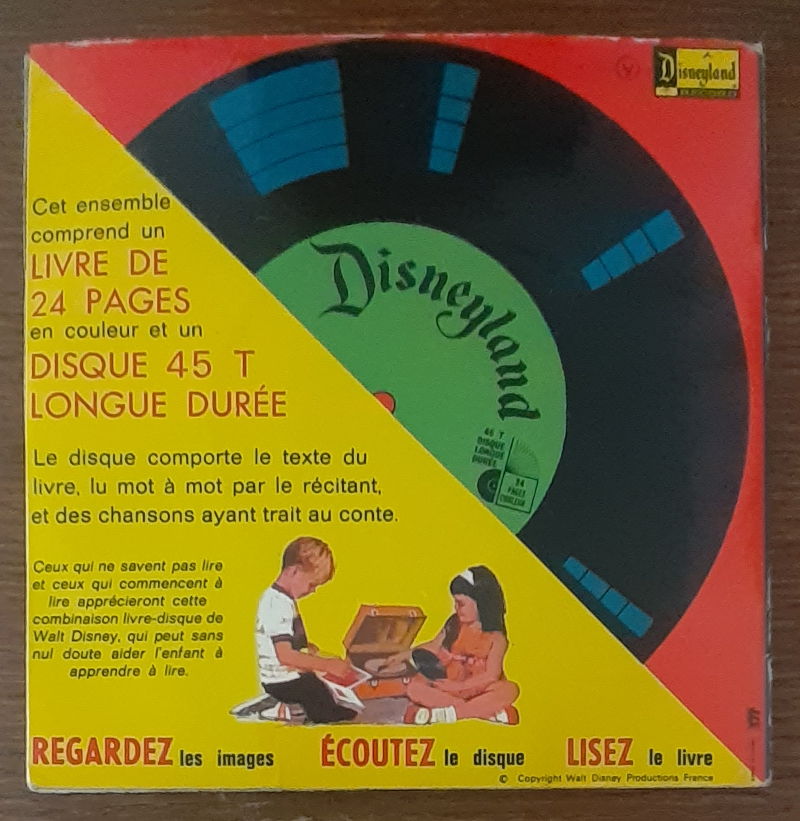 Disneyland
RECORDS
Cet ensemble
comprend un
LIVRE DE
24 PAGES
en couleur et un
DISQUE 45 T
LONGUE DURÉE
Disneyland
45 T
DISQUE
LONGUE
DURÉE
24
PAGES
COULEUR
Le disque comporte le texte du
livre, lu mot à mot par le récitant,
et des chansons ayant trait au conte.
Ceux qui ne savent pas lire
et ceux qui commencent à
lire apprécieront cette
combinaison livre-disque de
Walt Disney, qui peut sans
nul doute aider l'enfant à
apprendre à lire.
REGARDEZ les images ÉCOUTEZ le disque LISEZ le livre
© Copyright Walt Disney Productions France